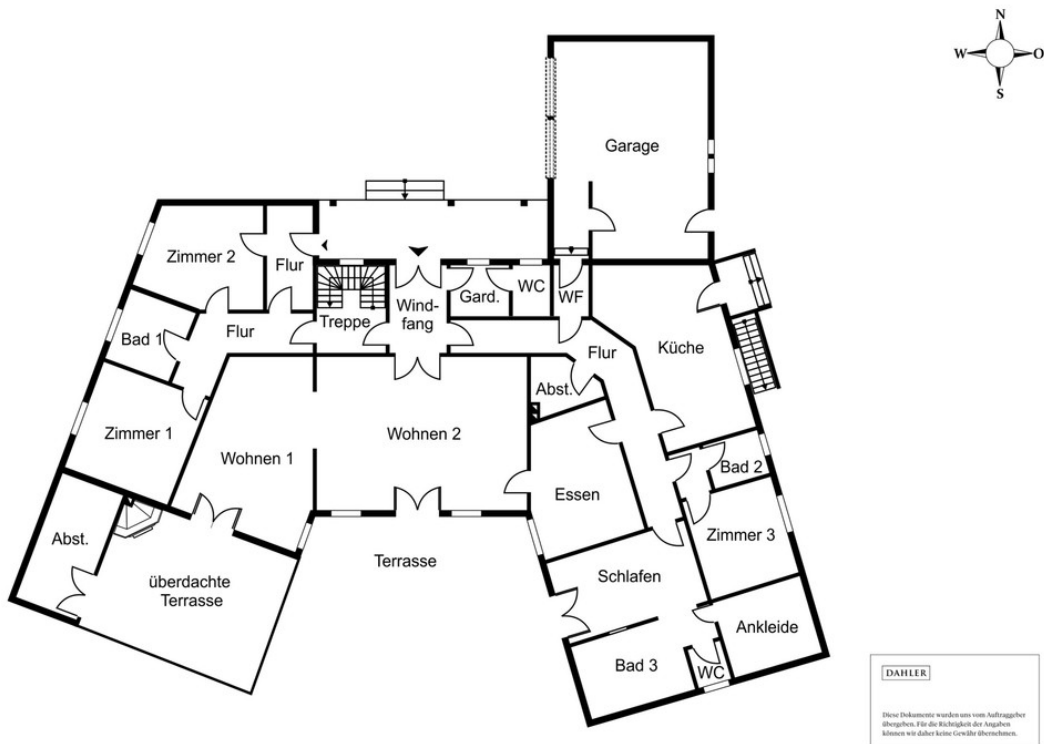 N
W
O
S
Garage
Zimmer 2
Flur
Treppe
Wind-
fang
Gard.
WC
WF
Bad 1
Flur
Küche
Flur
Abst.
Zimmer 1
Wohnen 1
Wohnen 2
Essen
Bad 2
Zimmer 3
Abst.
überdachte
Terrasse
Terrasse
Schlafen
Ankleide
Bad 3
WC
DAHLER
Diese Dokumente wurden uns vom Auftraggeber
übergeben. Für die Richtigkeit der Angaben
können wir daher keine Gewähr übernehmen.